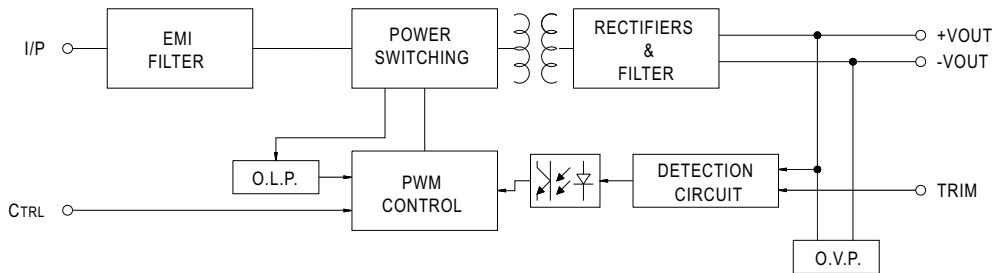 I/P
EMI
FILTER
POWER
SWITCHING
RECTIFIERS
&
FILTER
+VOUT
-VOUT
O.L.P.
PWM
CONTROL
DETECTION
CIRCUIT
TRIM
CTRL
O.V.P.